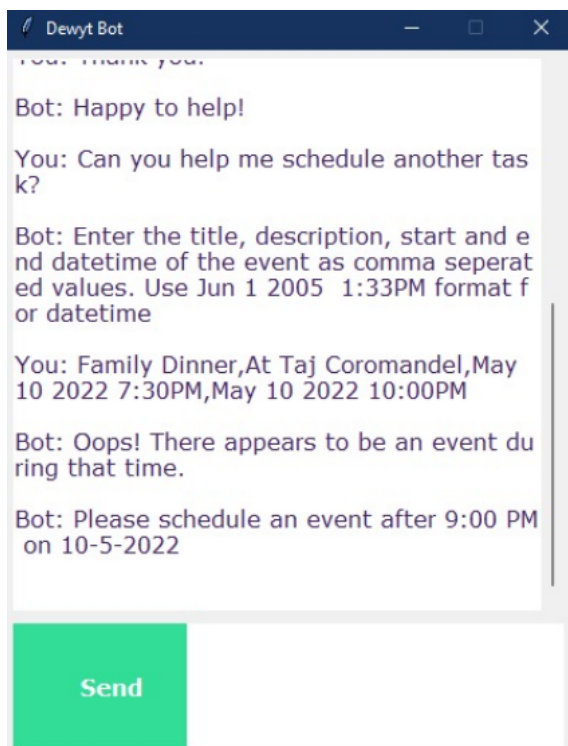 Dewyt Bot
You: Thank you!
Bot: Happy to help!
You: Can you help me schedule another tas
k?
Bot: Enter the title, description, start and e
nd datetime of the event as comma seperat
ed values. Use Jun 1 2005  1:33PM format f
or datetime
You: Family Dinner,At Taj Coromandel,May
10 2022 7:30PM,May 10 2022 10:00PM
Bot: Oops! There appears to be an event du
ring that time.
Bot: Please schedule an event after 9:00 PM
on 10-5-2022
Send